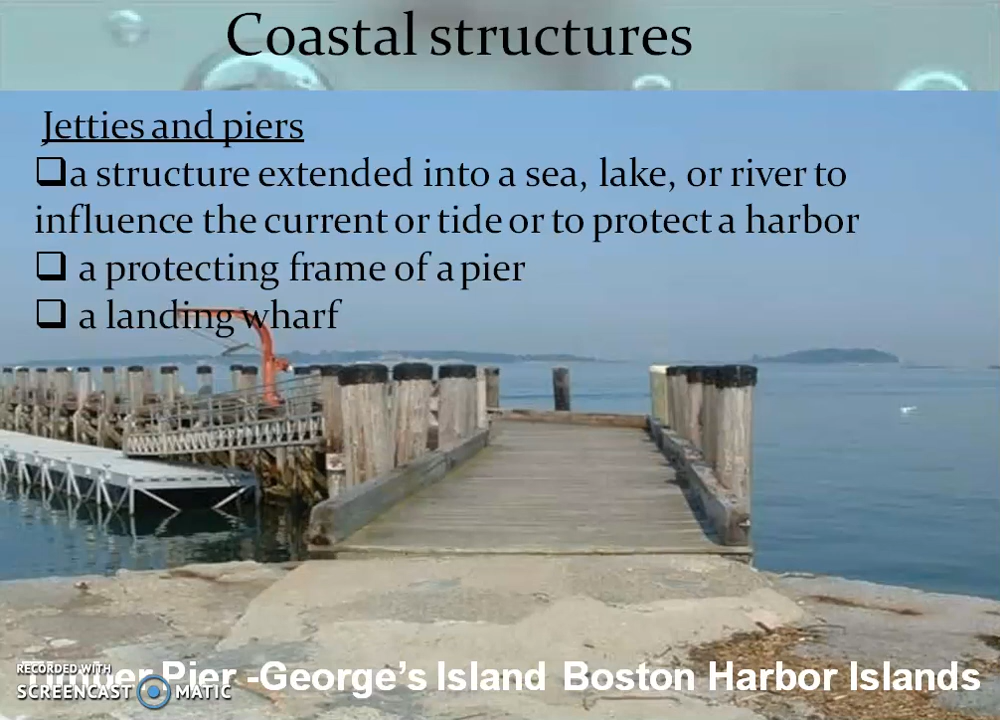 Coastal structures
Jetties and piers
❑a structure extended into a sea, lake, or river to
influence the current or tide or to protect a harbor
❑ a protecting frame of a pier
❑ a landing wharf
Timber Pier -George's Island Boston Harbor Islands
RECORDED WITH
SCREENCAST MATIC